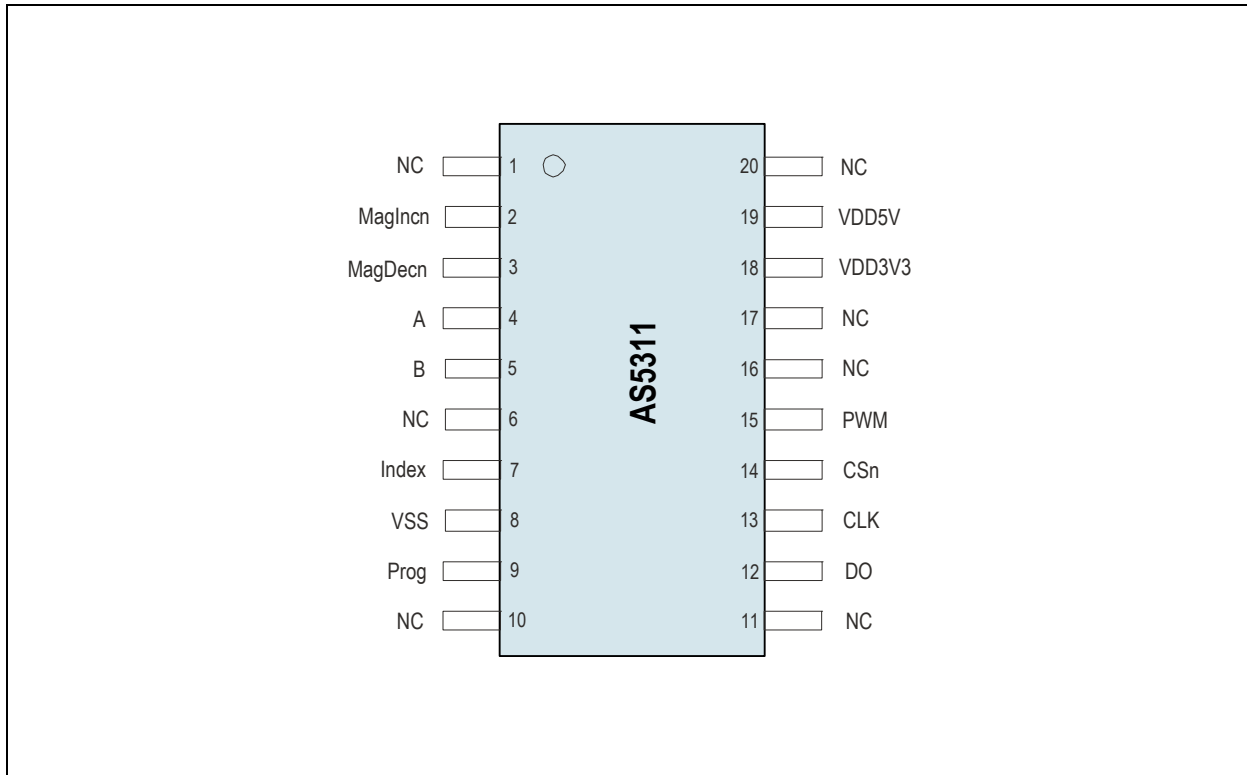 NC 1 20 NC
MagIncn 2 19 VDD5V
MagDecn 3 18 VDD3V3
A 4 17 NC
B 5 16 NC
NC 6 15 PWM
Index 7 14 CSn
VSS 8 13 CLK
Prog 9 12 DO
NC 10 11 NC
AS5311